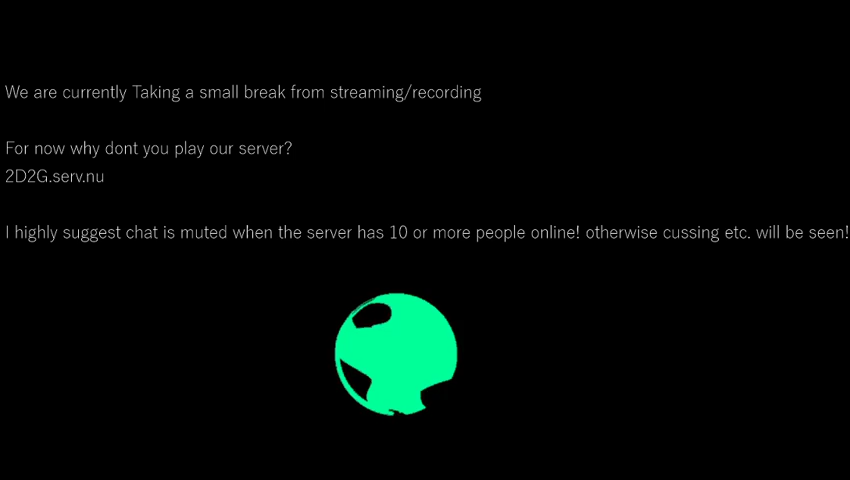 We are currently Taking a small break from streaming/recording
For now why dont you play our server?
2D2G.serv.nu
I highly suggest chat is muted when the server has 10 or more people online! otherwise cussing etc. will be seen!